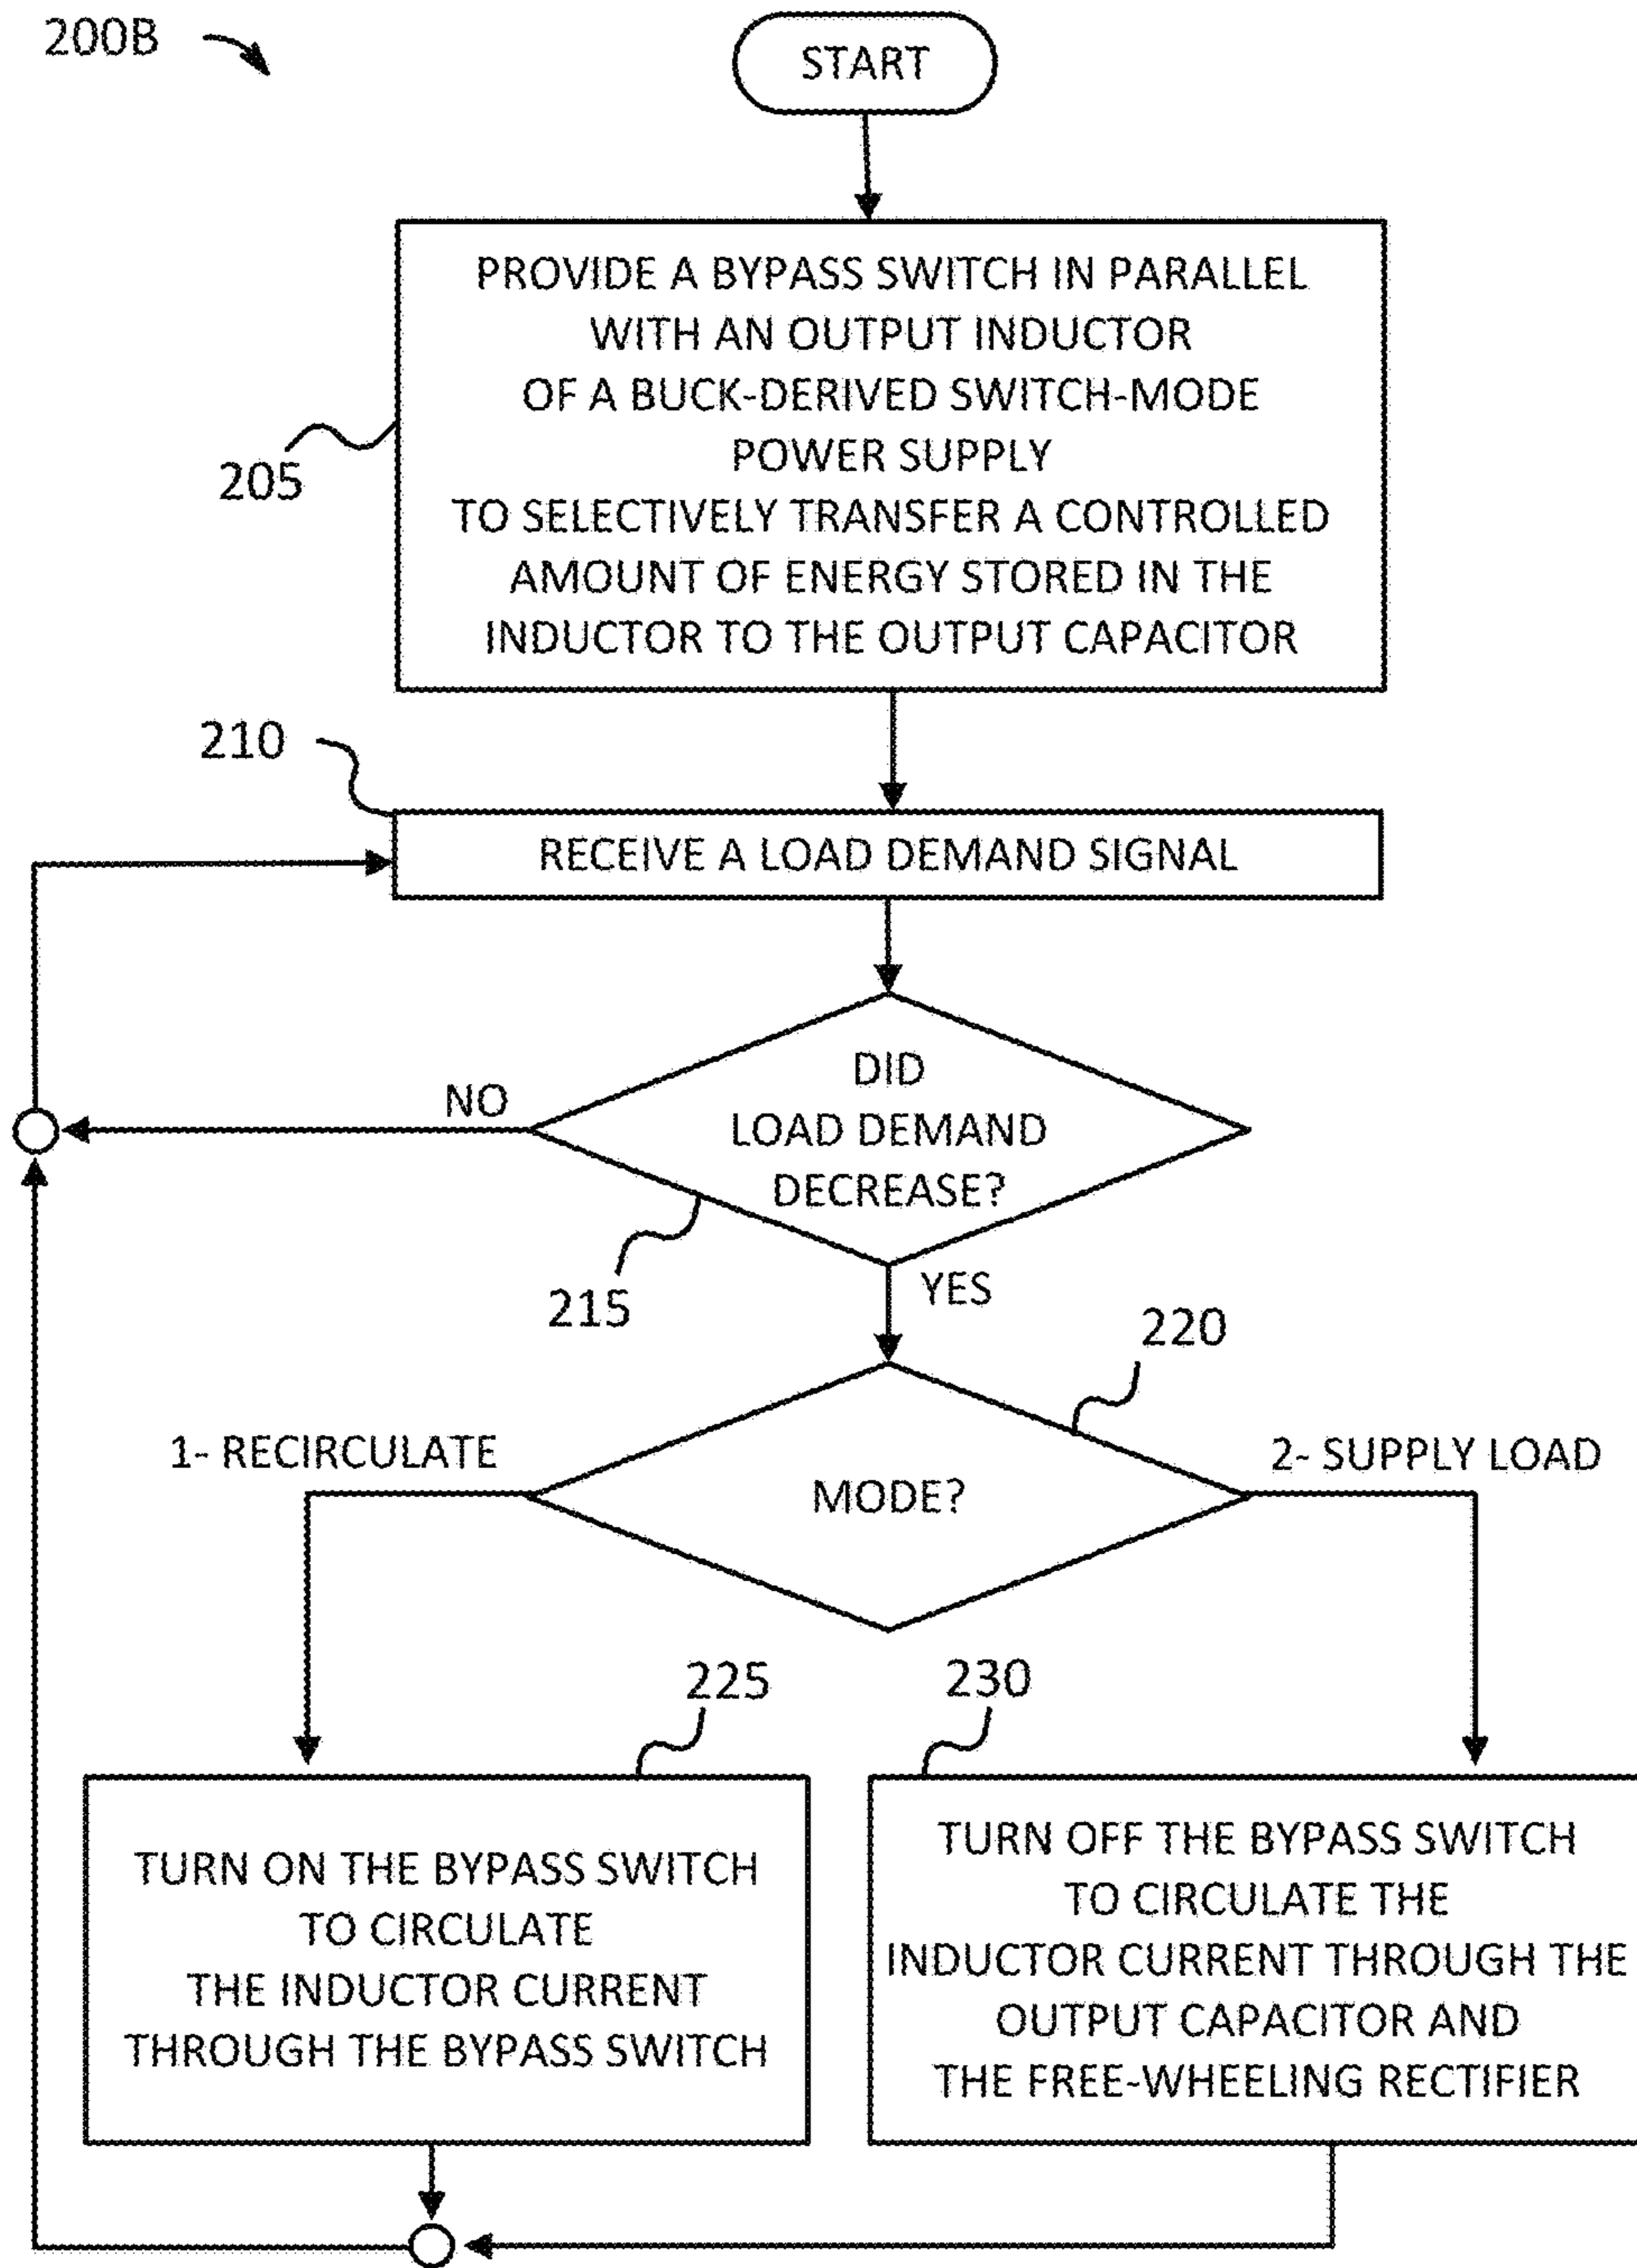 200B
START
PROVIDE A BYPASS SWITCH IN PARALLEL
WITH AN OUTPUT INDUCTOR
OF A BUCK-DERIVED SWITCH-MODE
POWER SUPPLY
TO SELECTIVELY TRANSFER A CONTROLLED
AMOUNT OF ENERGY STORED IN THE
INDUCTOR TO THE OUTPUT CAPACITOR
205
210
RECEIVE A LOAD DEMAND SIGNAL
DID
LOAD DEMAND
DECREASE?
NO
215
YES
220
1- RECIRCULATE
MODE?
2- SUPPLY LOAD
225
TURN ON THE BYPASS SWITCH
TO CIRCULATE
THE INDUCTOR CURRENT
THROUGH THE BYPASS SWITCH
230
TURN OFF THE BYPASS SWITCH
TO CIRCULATE THE
INDUCTOR CURRENT THROUGH THE
OUTPUT CAPACITOR AND
THE FREE-WHEELING RECTIFIER